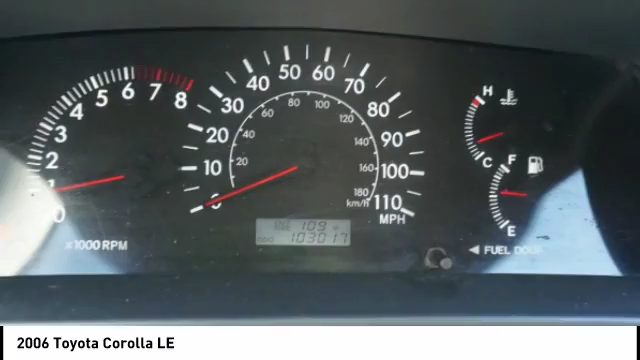 0 1 2 3 4 5 6 7 8
x1000 RPM
0 10 20 30 40 50 60 70 80 90 100 110
MPH
20 40 60 80 100 120 140 160 180
km/h
109
ODO 103017
H
C
F
E
◄ FUEL DOOR
2006 Toyota Corolla LE